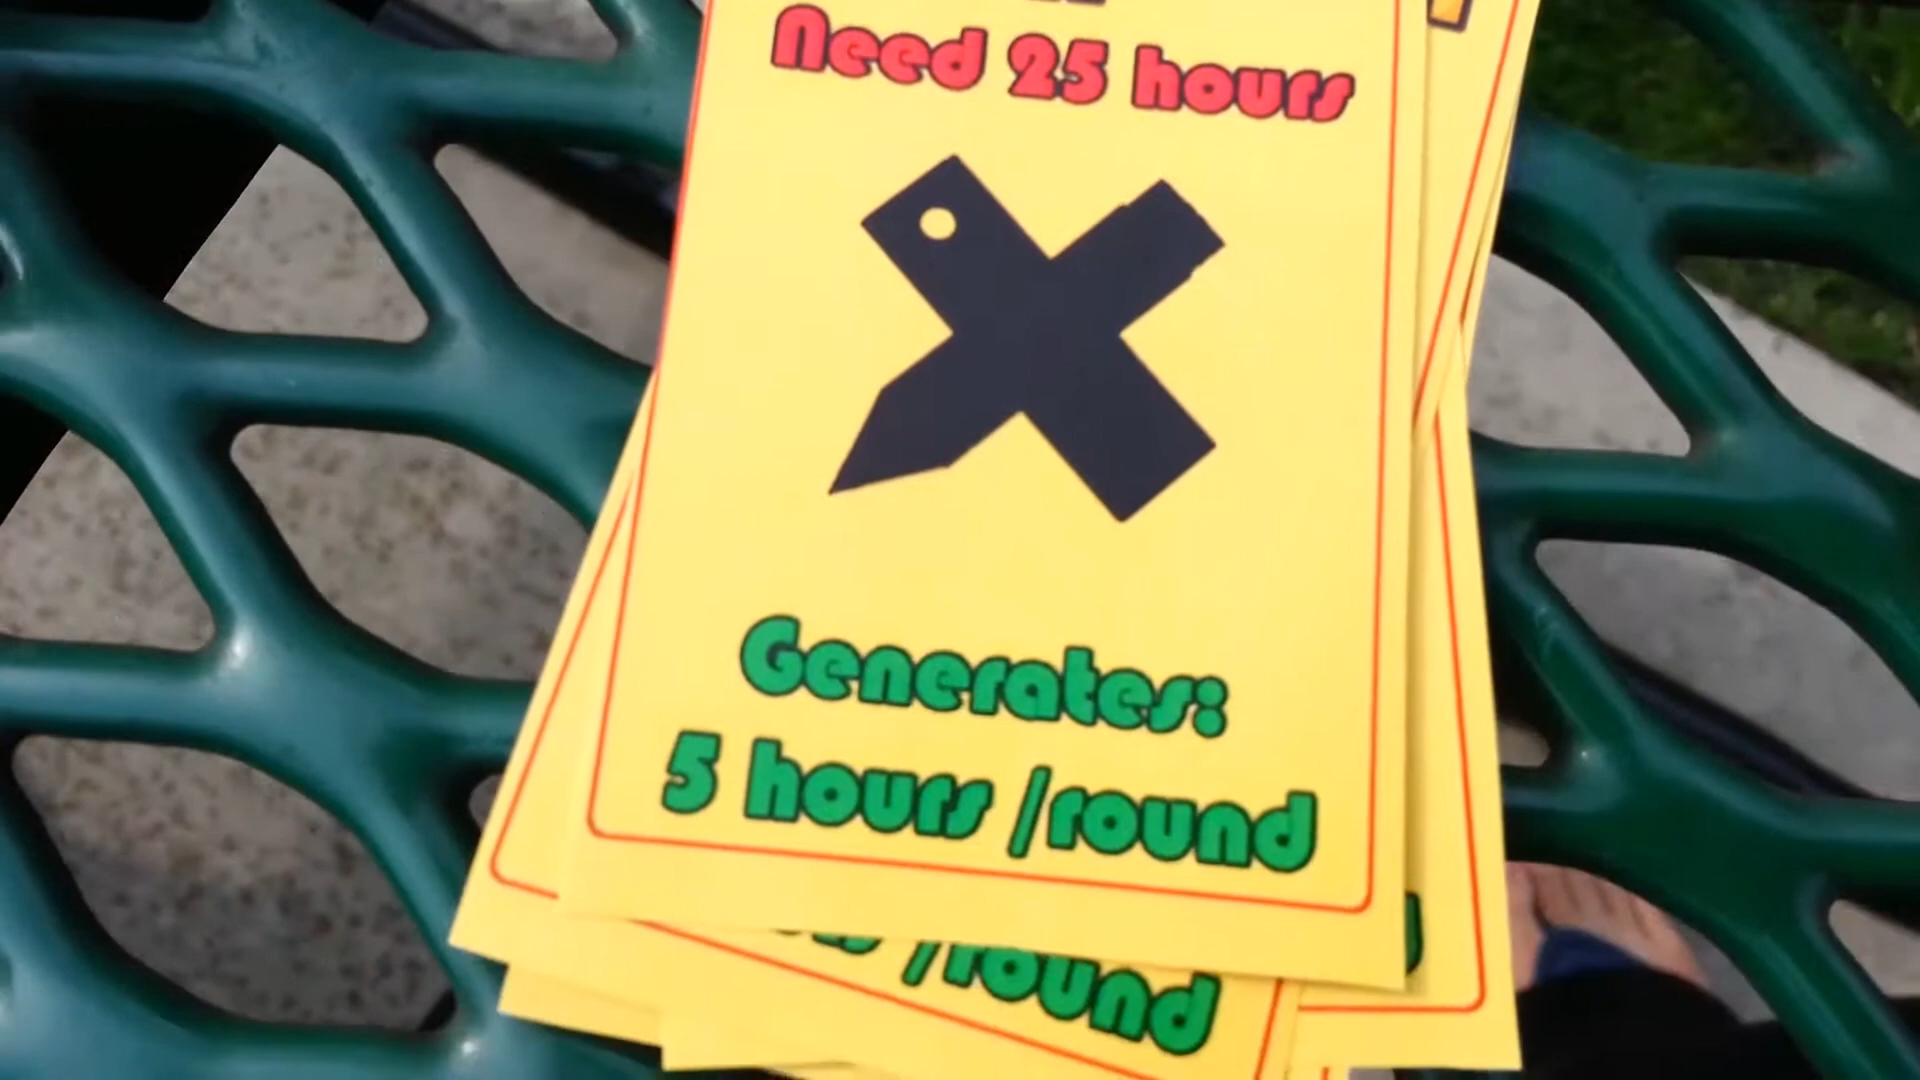 Need 25 hours
Generates:
5 hours /round
/round